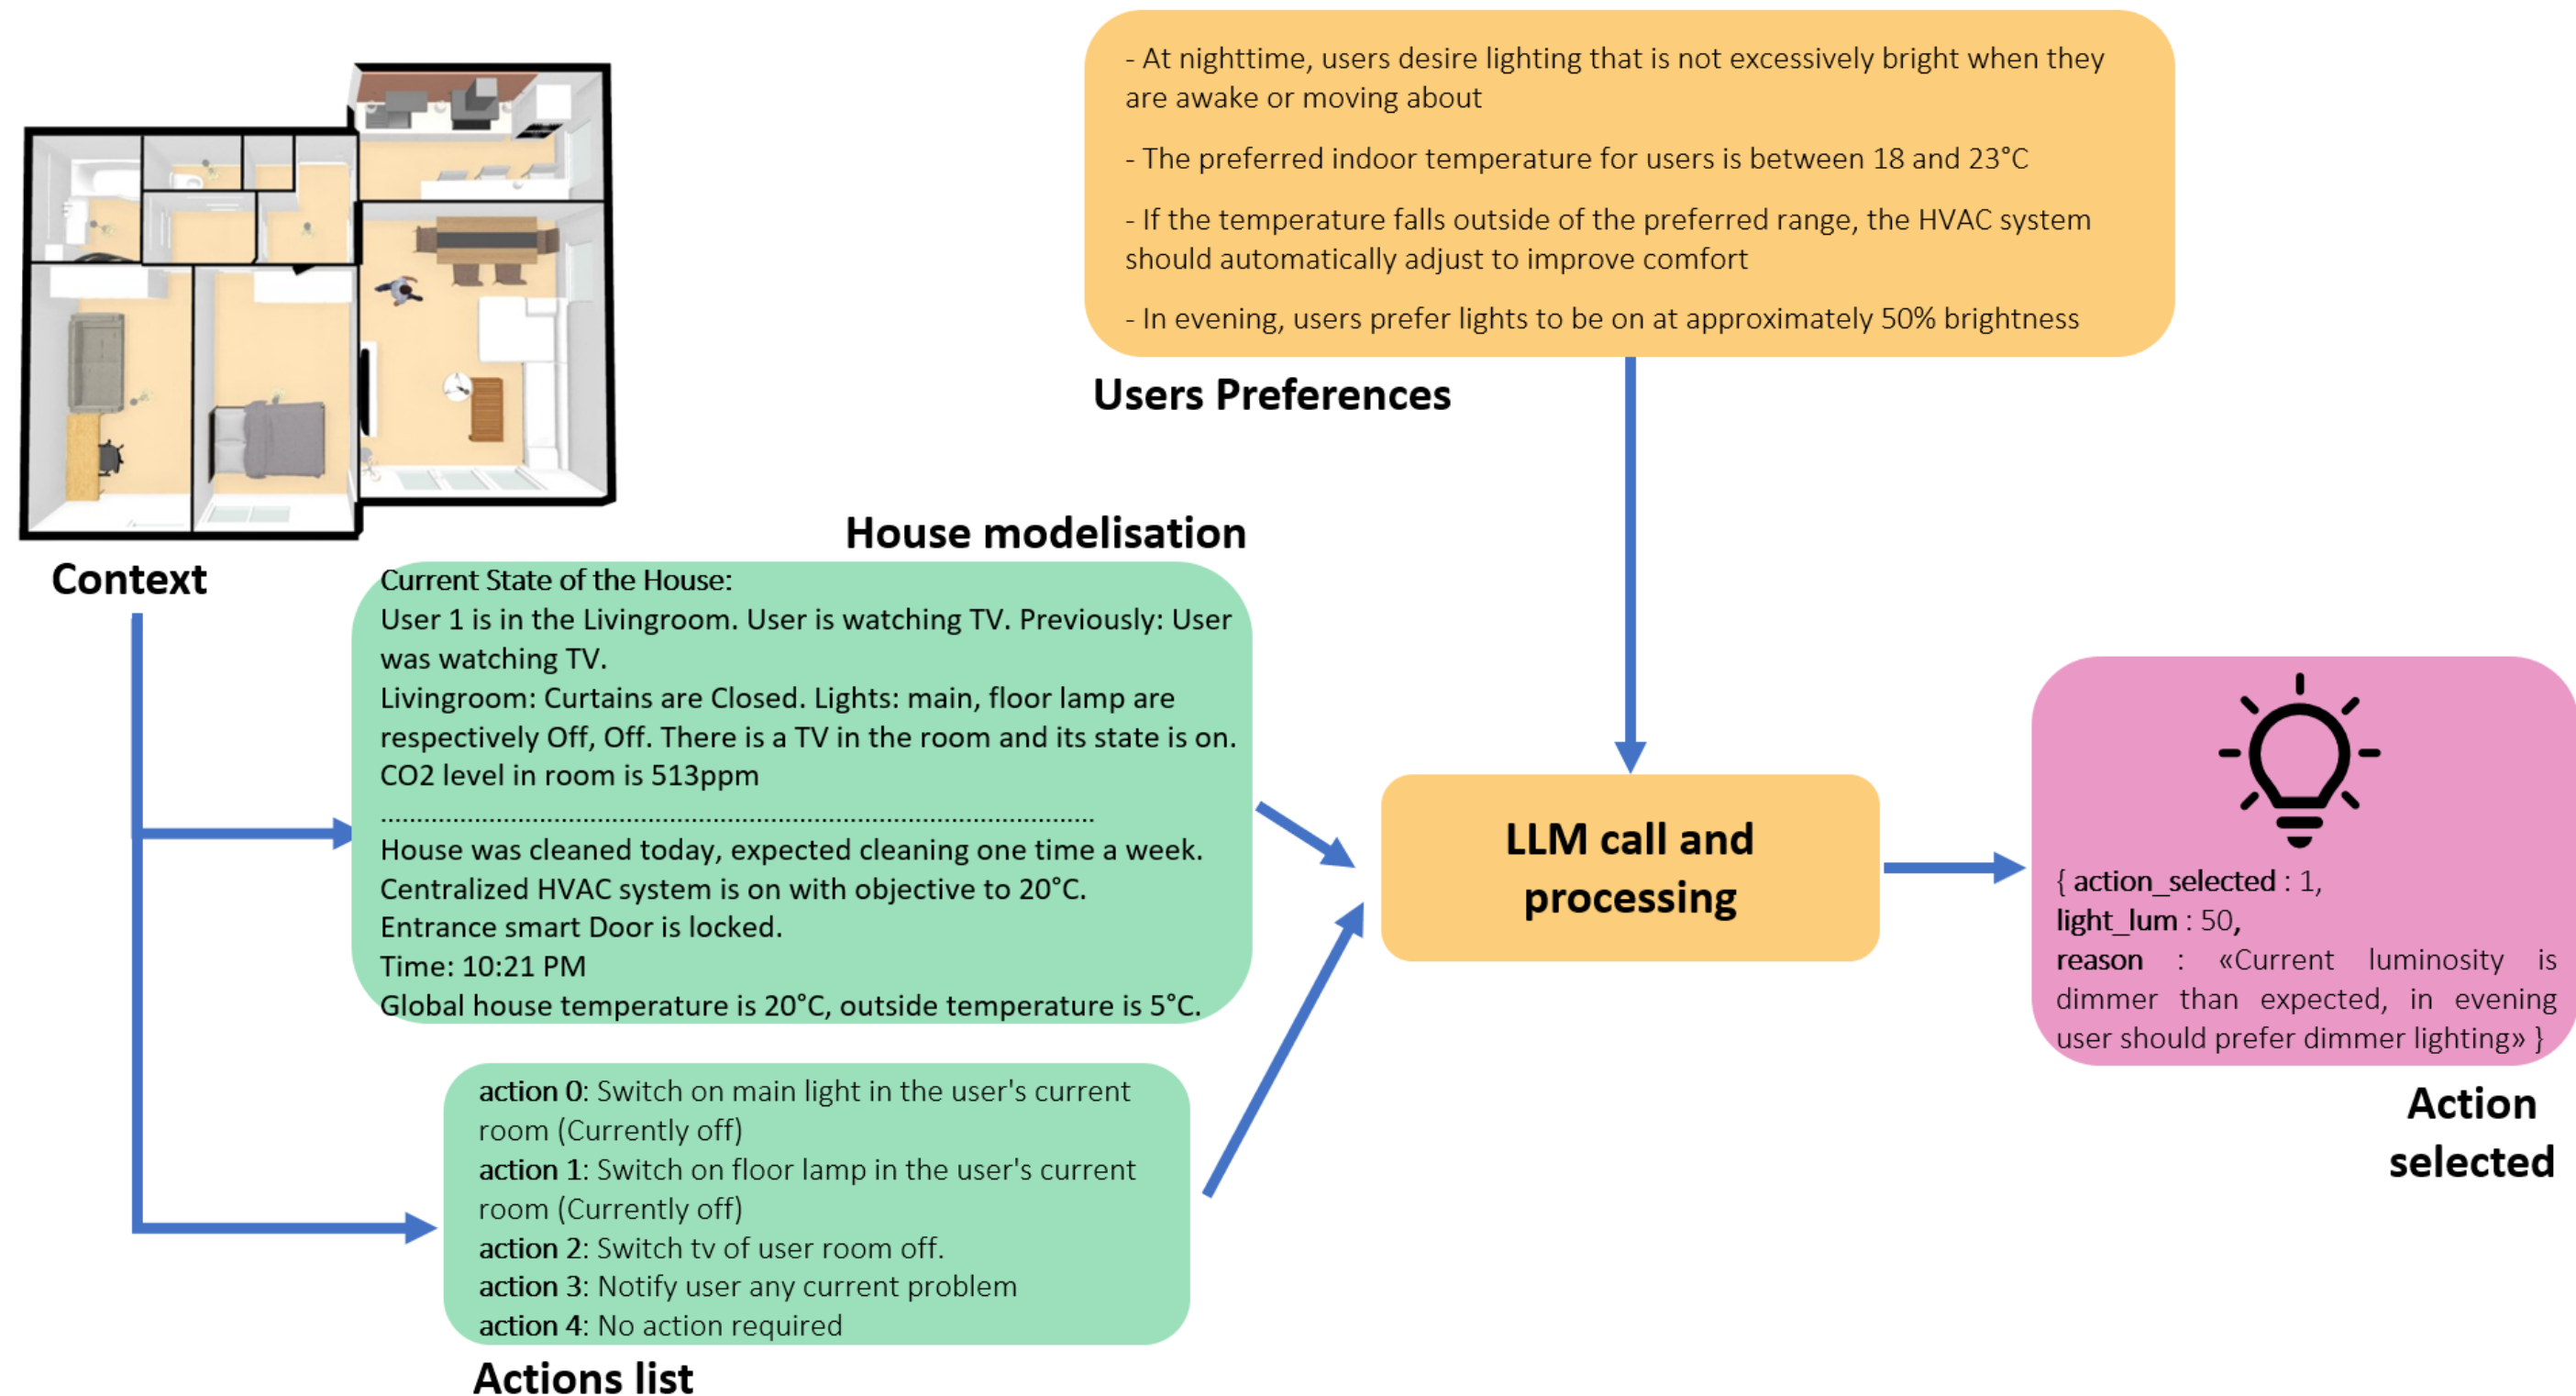 - At nighttime, users desire lighting that is not excessively bright when they
are awake or moving about
- The preferred indoor temperature for users is between 18 and 23°C
- If the temperature falls outside of the preferred range, the HVAC system
should automatically adjust to improve comfort
- In evening, users prefer lights to be on at approximately 50% brightness
Users Preferences
House modelisation
Context
Current State of the House:
User 1 is in the Livingroom. User is watching TV. Previously: User
was watching TV.
Livingroom: Curtains are Closed. Lights: main, floor lamp are
respectively Off, Off. There is a TV in the room and its state is on.
CO2 level in room is 513ppm
...................................................................................................
House was cleaned today, expected cleaning one time a week.
Centralized HVAC system is on with objective to 20°C.
Entrance smart Door is locked.
Time: 10:21 PM
Global house temperature is 20°C, outside temperature is 5°C.
action 0: Switch on main light in the user's current
room (Currently off)
action 1: Switch on floor lamp in the user's current
room (Currently off)
action 2: Switch tv of user room off.
action 3: Notify user any current problem
action 4: No action required
Actions list
LLM call and
processing
{ action_selected : 1,
light_lum : 50,
reason : «Current luminosity is
dimmer than expected, in evening
user should prefer dimmer lighting» }
Action
selected